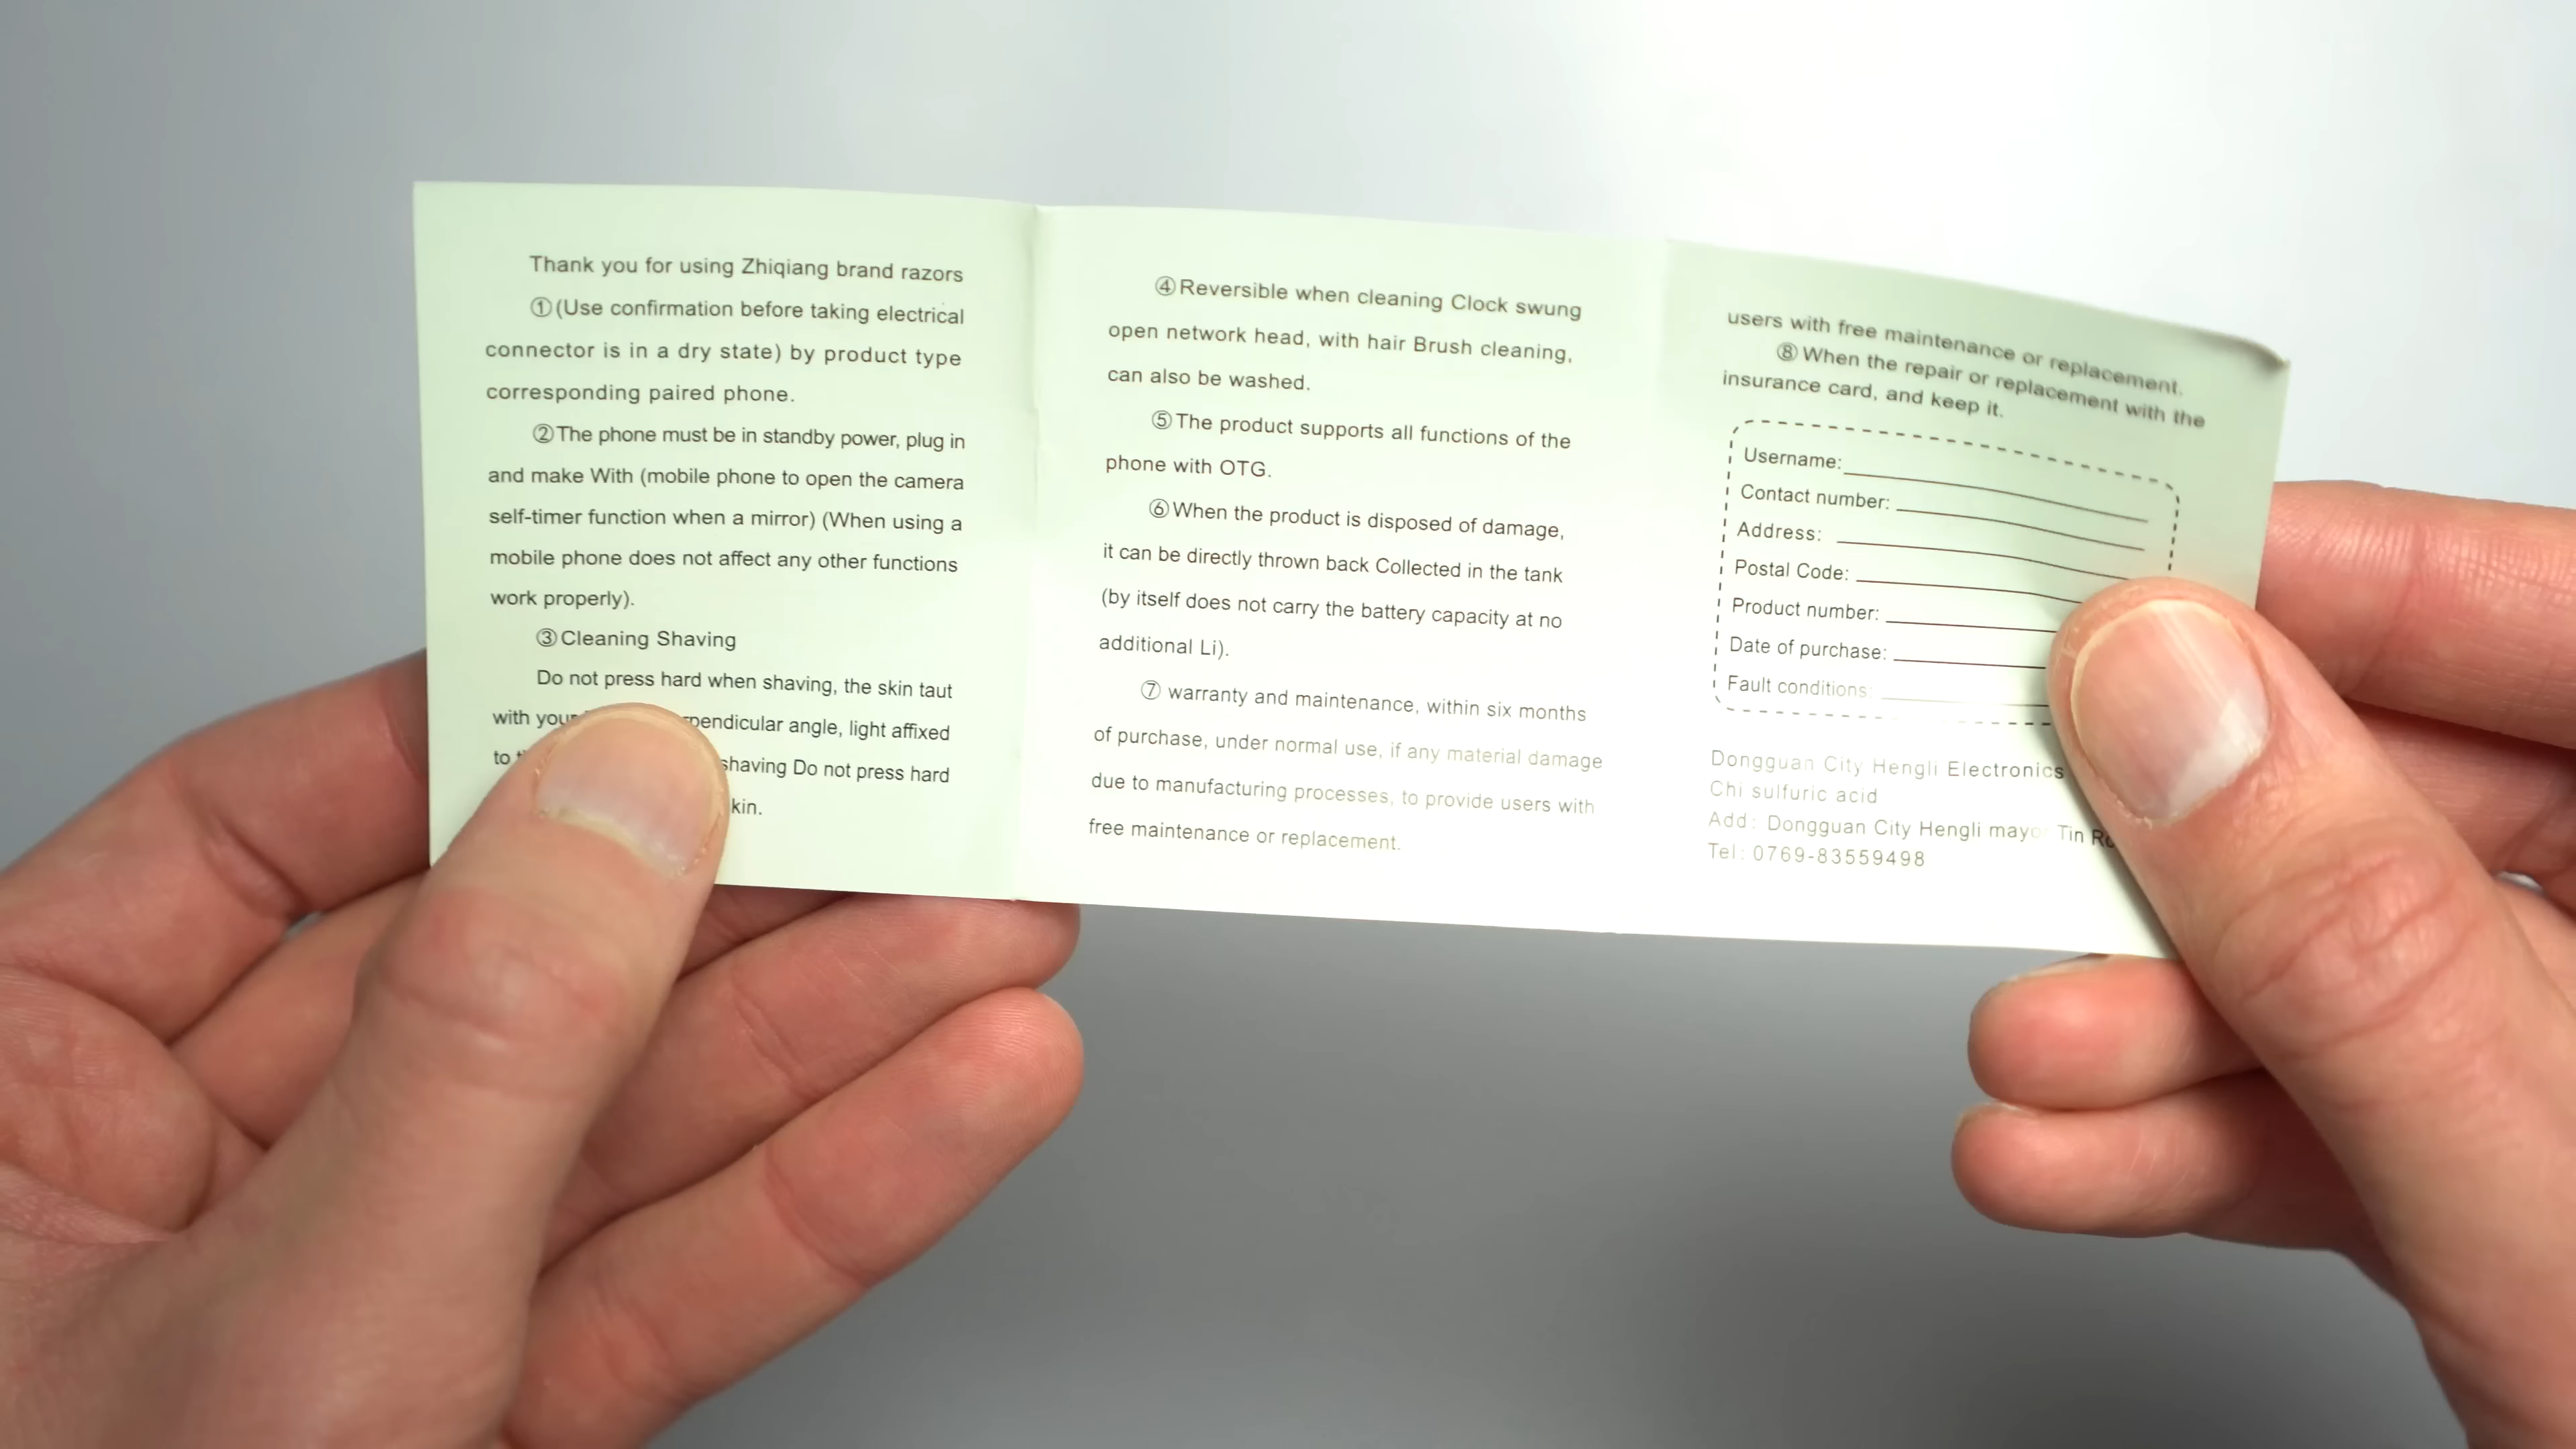 Thank you for using Zhiqiang brand razors
①(Use confirmation before taking electrical
connector is in a dry state) by product type
corresponding paired phone.
②The phone must be in standby power, plug in
and make With (mobile phone to open the camera
self-timer function when a mirror) (When using a
mobile phone does not affect any other functions
work properly).
③Cleaning Shaving
Do not press hard when shaving, the skin taut
with angle, light affixed
to shaving Do not press hard
④Reversible when cleaning Clock swung
open network head, with hair Brush cleaning,
can also be washed.
⑤The product supports all functions of the
phone with OTG.
⑥When the product is disposed of damage,
it can be directly thrown back Collected in the tank
(by itself does not carry the battery capacity at no
additional Li).
⑦ warranty and maintenance, within six months
of purchase, under normal use, if any material damage
due to manufacturing processes, to provide users with
free maintenance or replacement.
users with free maintenance or replacement.
⑧When the repair or replacement with the
insurance card, and keep it.
Username:
Contact number:
Address:
Postal Code:
Product number:
Date of purchase:
Fault conditions:
Dongguan City Hengli Electronics
Chi sulfuric acid
Add: Dongguan City Hengli Tin
Tel: 0769-83559498